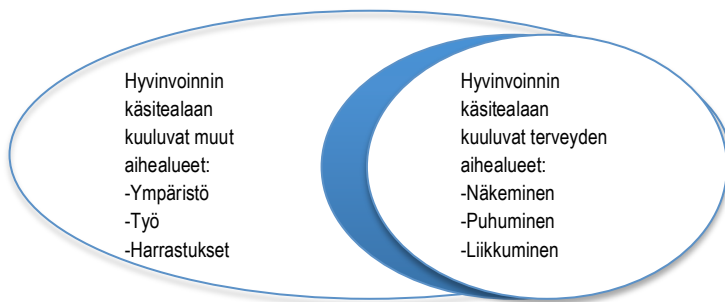 Hyvinvoinnin
käsitealaan
kuuluvat muut
aihealueet:
-Ympäristö
-Työ
-Harrastukset
Hyvinvoinnin
käsitealaan
kuuluvat terveyden
aihealueet:
-Näkeminen
-Puhuminen
-Liikkuminen